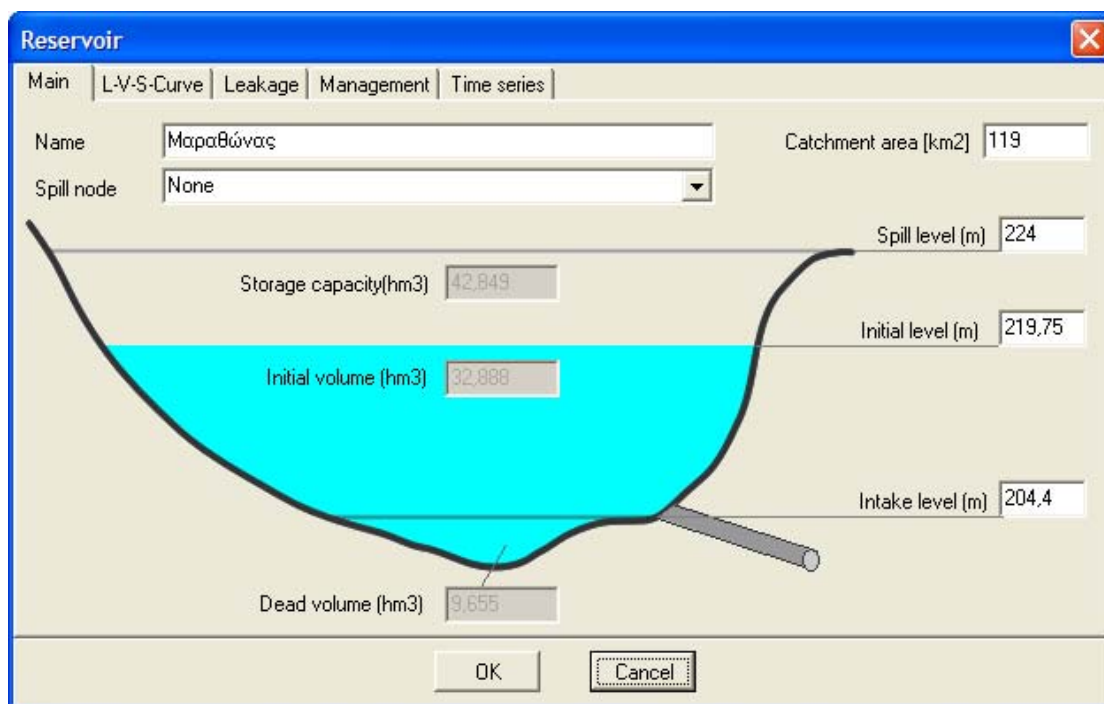 Reservoir
Main L-V-S-Curve Leakage Management Time series
Name Μαραθώνας Catchment area [km2] 119
Spill node None
Spill level (m) 224
Storage capacity(hm3) 42,849
Initial level (m) 219,75
Initial volume (hm3) 32,888
Intake level (m) 204,4
Dead volume (hm3) 9,655
OK Cancel